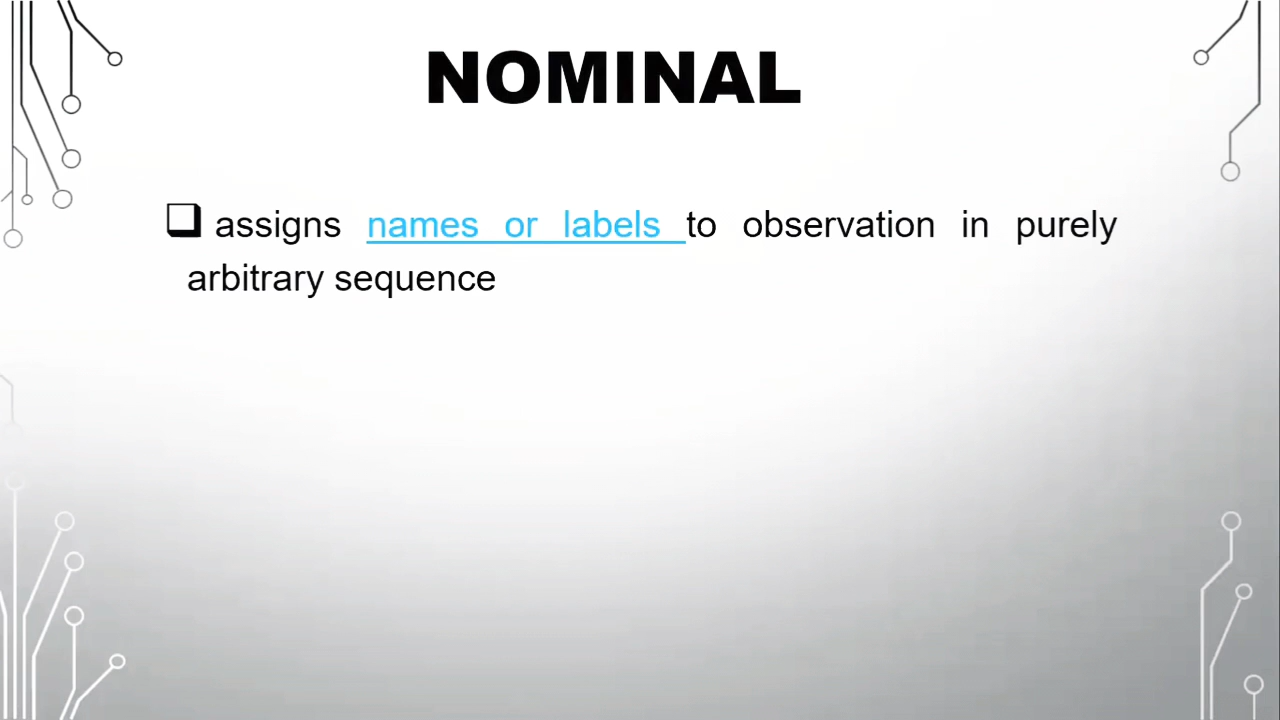 NOMINAL
assigns names or labels to observation in purely
arbitrary sequence